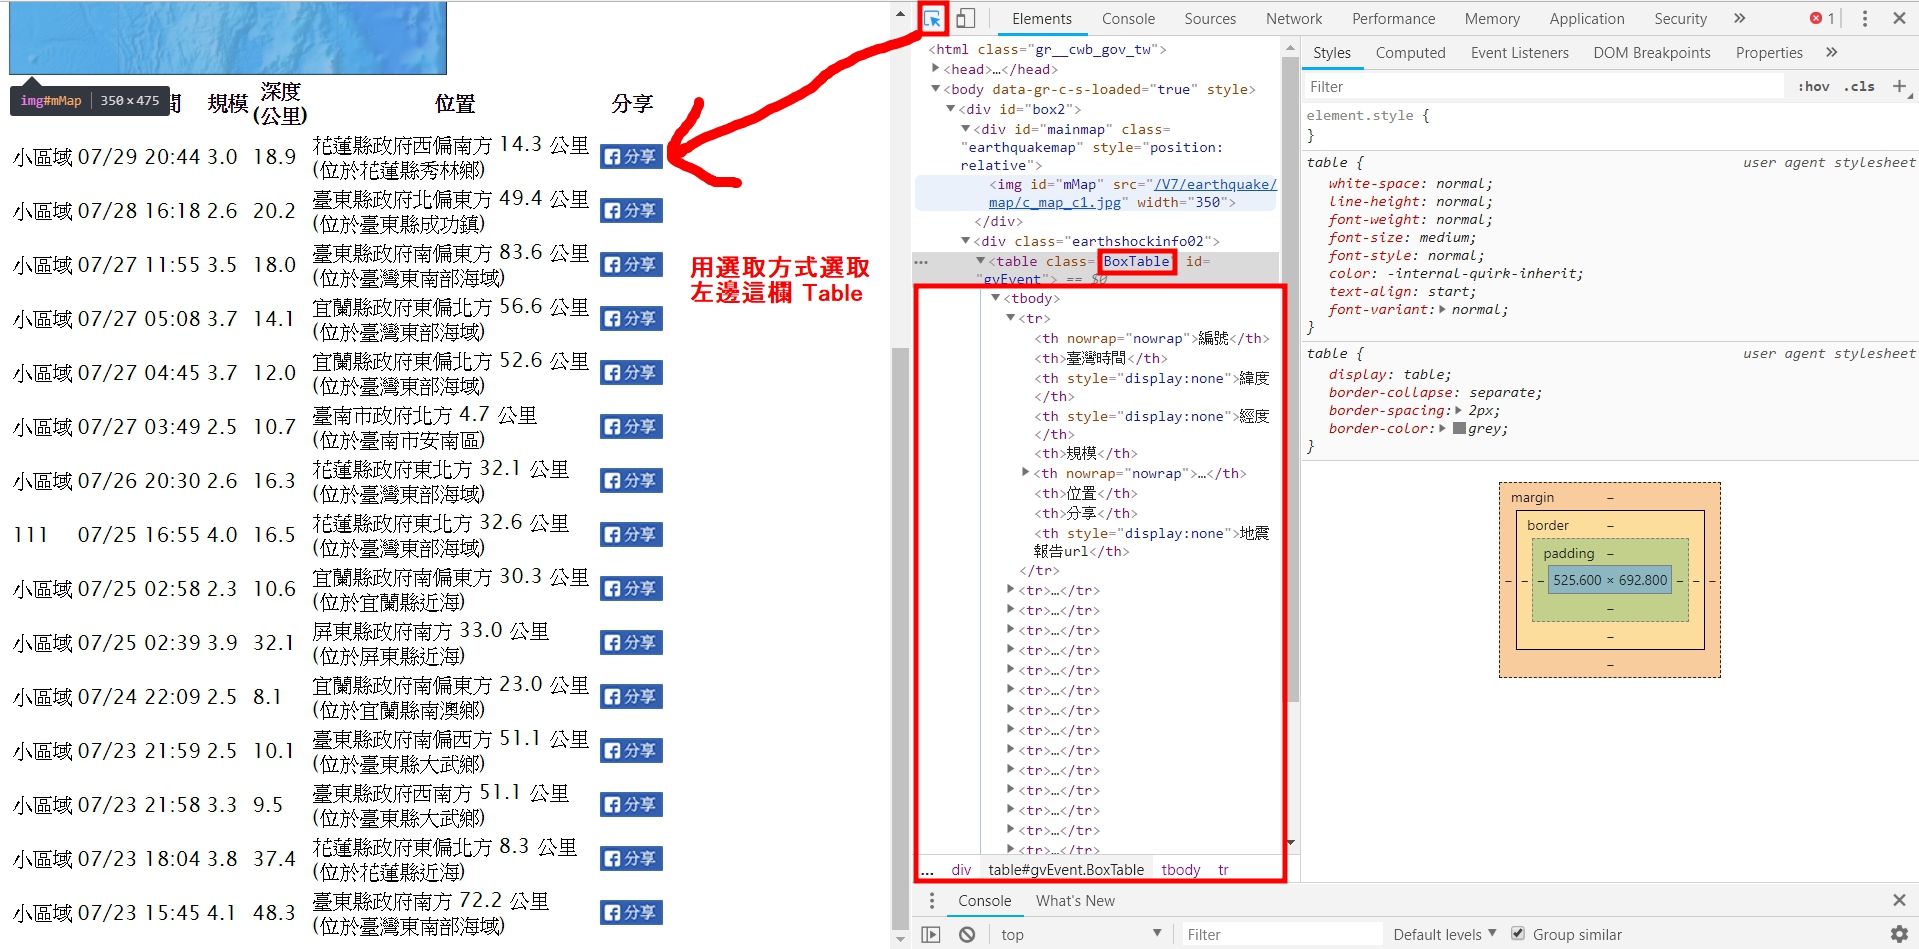 img#mMap 350 × 475
間 規模 深度 (公里) 位置 分享
小區域 07/29 20:44 3.0 18.9 花蓮縣政府西偏南方 14.3 公里 分享
(位於花蓮縣秀林鄉)
小區域 07/28 16:18 2.6 20.2 臺東縣政府北偏東方 49.4 公里 分享
(位於臺東縣成功鎮)
小區域 07/27 11:55 3.5 18.0 臺東縣政府南偏東方 83.6 公里 分享
(位於臺灣東南部海域)
小區域 07/27 05:08 3.7 14.1 宜蘭縣政府東偏北方 56.6 公里 分享
(位於臺灣東部海域)
小區域 07/27 04:45 3.7 12.0 宜蘭縣政府東偏北方 52.6 公里 分享
(位於臺灣東部海域)
小區域 07/27 03:49 2.5 10.7 臺南市政府北方 4.7 公里 分享
(位於臺南市安南區)
小區域 07/26 20:30 2.6 16.3 花蓮縣政府東北方 32.1 公里 分享
(位於臺灣東部海域)
111 07/25 16:55 4.0 16.5 花蓮縣政府東北方 32.6 公里 分享
(位於臺灣東部海域)
小區域 07/25 02:58 2.3 10.6 宜蘭縣政府南偏東方 30.3 公里 分享
(位於宜蘭縣近海)
小區域 07/25 02:39 3.9 32.1 屏東縣政府南方 33.0 公里 分享
(位於屏東縣近海)
小區域 07/24 22:09 2.5 8.1 宜蘭縣政府南偏東方 23.0 公里 分享
(位於宜蘭縣南澳鄉)
小區域 07/23 21:59 2.5 10.1 臺東縣政府南偏西方 51.1 公里 分享
(位於臺東縣大武鄉)
小區域 07/23 21:58 3.3 9.5 臺東縣政府西南方 51.1 公里 分享
(位於臺東縣大武鄉)
小區域 07/23 18:04 3.8 37.4 花蓮縣政府東偏北方 8.3 公里 分享
(位於花蓮縣近海)
小區域 07/23 15:45 4.1 48.3 臺東縣政府南方 72.2 公里 分享
(位於臺灣東南部海域)
用選取方式選取
左邊這欄 Table
Elements Console Sources Network Performance Memory Application Security » 1
<html class="gr__cwb_gov_tw">
<head>…</head>
<body data-gr-c-s-loaded="true" style>
<div id="box2">
<div id="mainmap" class=
"earthquakemap" style="position:
relative">
<img id="mMap" src="/V7/earthquake/
map/c_map_c1.jpg" width="350">
</div>
<div class="earthshockinfo02">
<table class="BoxTable" id=
"gvEvent"> == $0
<tbody>
<tr>
<th nowrap="nowrap">編號</th>
<th>臺灣時間</th>
<th style="display:none">緯度
</th>
<th style="display:none">經度
</th>
<th>規模</th>
<th nowrap="nowrap">…</th>
<th>位置</th>
<th>分享</th>
<th style="display:none">地震
報告url</th>
</tr>
<tr>…</tr>
<tr>…</tr>
<tr>…</tr>
<tr>…</tr>
<tr>…</tr>
<tr>…</tr>
<tr>…</tr>
<tr>…</tr>
<tr>…</tr>
<tr>…</tr>
<tr>…</tr>
<tr>…</tr>
<tr>…</tr>
<tr>…</tr>
... div table#gvEvent.BoxTable tbody tr
Styles Computed Event Listeners DOM Breakpoints Properties »
Filter :hov .cls +
element.style {
}
table { user agent stylesheet
white-space: normal;
line-height: normal;
font-weight: normal;
font-size: medium;
font-style: normal;
color: -internal-quirk-inherit;
text-align: start;
font-variant: normal;
}
table { user agent stylesheet
display: table;
border-collapse: separate;
border-spacing: 2px;
border-color: grey;
}
margin –
border –
padding –
– – – 525.600 × 692.800 – – –
–
–
–
Console What's New
top Filter Default levels Group similar